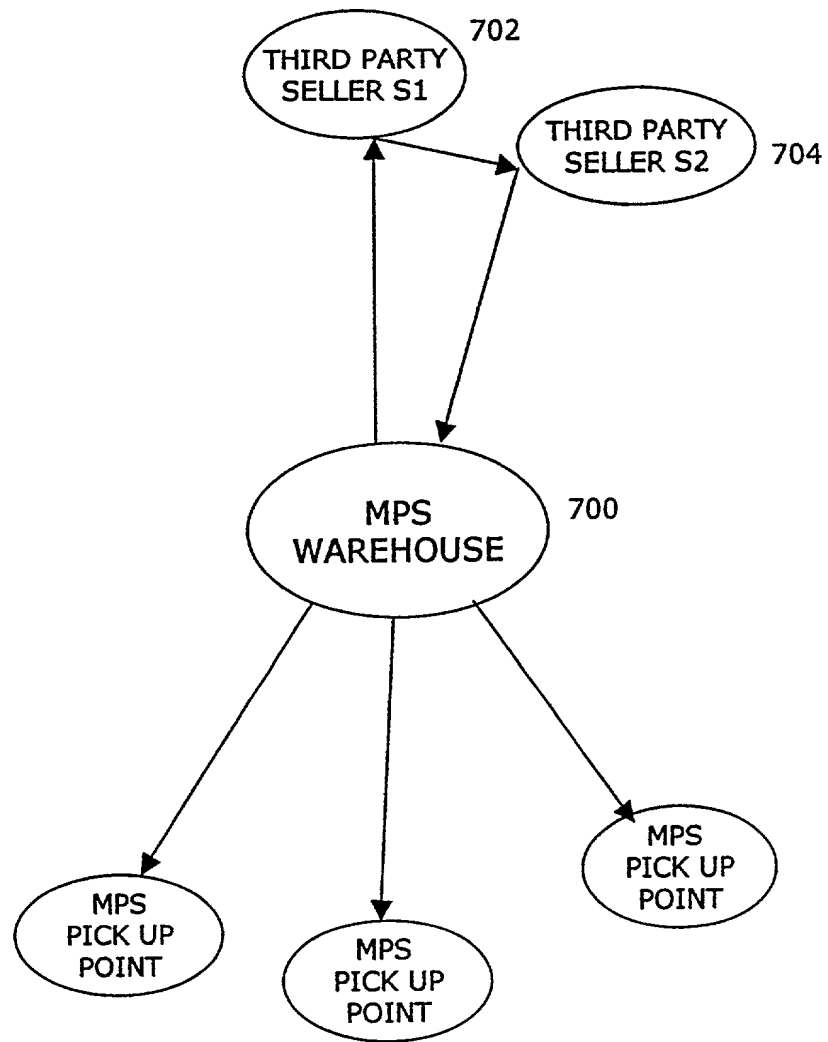 702
THIRD PARTY
SELLER S1
THIRD PARTY
SELLER S2
704
MPS
WAREHOUSE
700
MPS
PICK UP
POINT
MPS
PICK UP
POINT
MPS
PICK UP
POINT